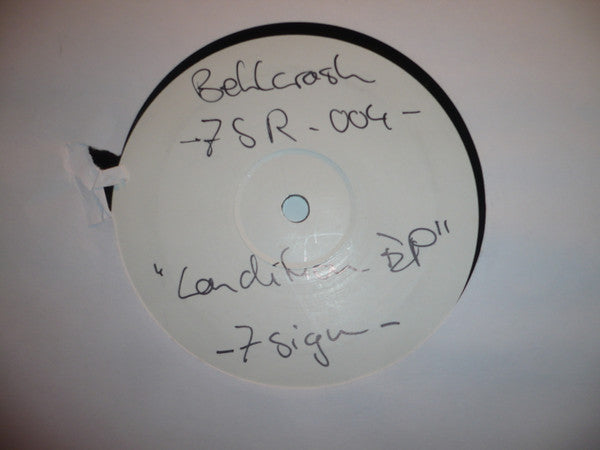 Bellcrash
-7SR-004-
"Condition EP"
-7Sign-